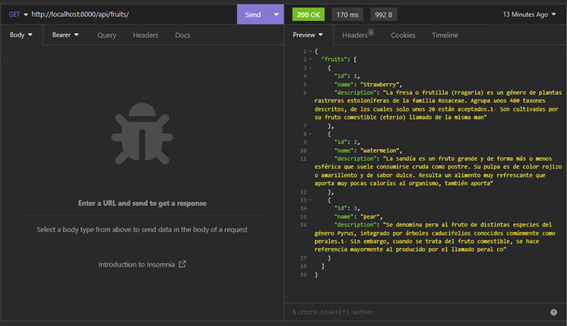 GET http://localhost:8000/api/fruits/ Send 200 OK 170 ms 992 B 13 Minutes Ago
Body Bearer Query Headers Docs Preview Headers 8 Cookies Timeline
1 {
2 "fruits": [
3 {
4 "id": 1,
5 "name": "Strawberry",
6 "description": "La fresa o frutilla (Fragaria) es un género de plantas
rastreras estoloníferas de la familia Rosaceae. Agrupa unos 400 taxones
descritos, de los cuales solo unos 20 están aceptados.1 Son cultivadas por
su fruto comestible (eterio) llamado de la misma man"
7 },
8 {
9 "id": 2,
10 "name": "watermelon",
11 "description": "La sandía es un fruto grande y de forma más o menos
esférica que suele consumirse cruda como postre. Su pulpa es de color rojizo
o amarillento y de sabor dulce. Resulta un alimento muy refrescante que
aporta muy pocas calorías al organismo, también aporta"
12 },
13 {
14 "id": 3,
15 "name": "pear",
16 "description": "Se denomina pera al fruto de distintas especies del
género Pyrus, integrado por árboles caducifolios conocidos comúnmente como
perales.1 Sin embargo, cuando se trata del fruto comestible, se hace
referencia mayormente al producido por el llamado peral co"
17 }
18 ]
19 }
Enter a URL and send to get a response
Select a body type from above to send data in the body of a request
Introduction to Insomnia
$.store.books[*].author